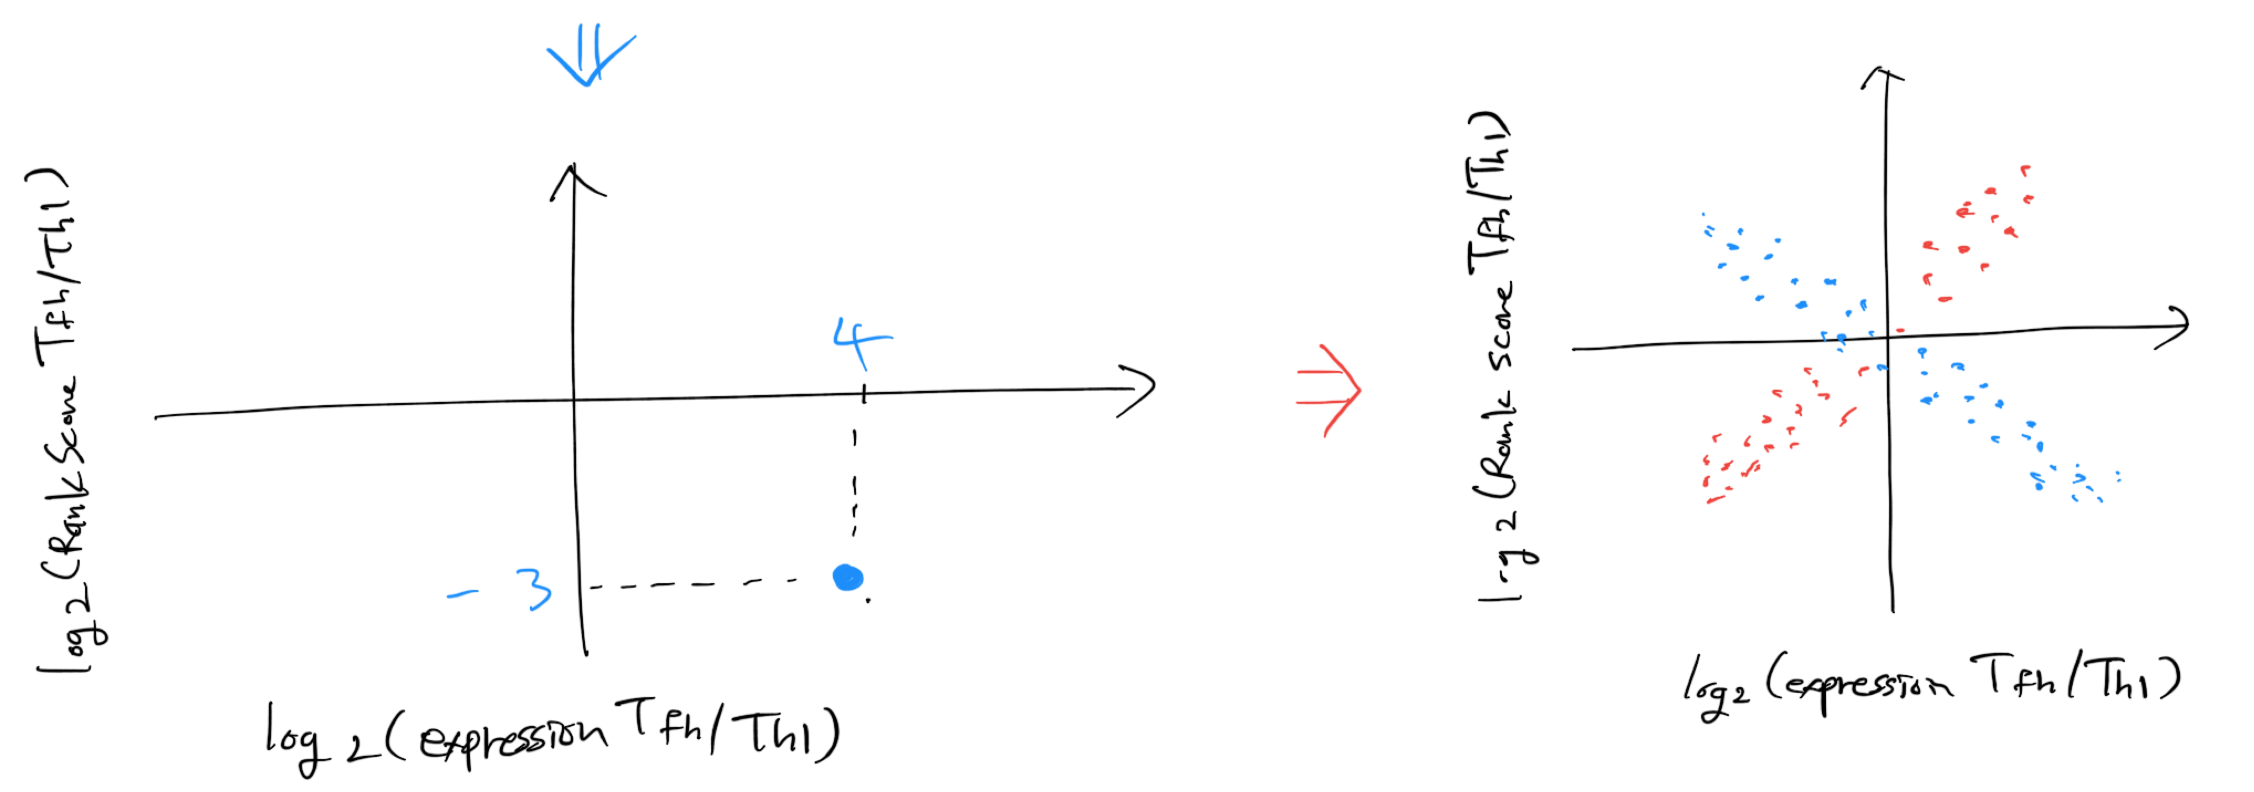 log2(Rank Score Tfh/Th1)
4
- 3
log2(expression Tfh/Th1)
log2(Rank score Tfh/Th1)
log2(expression Tfh/Th1)